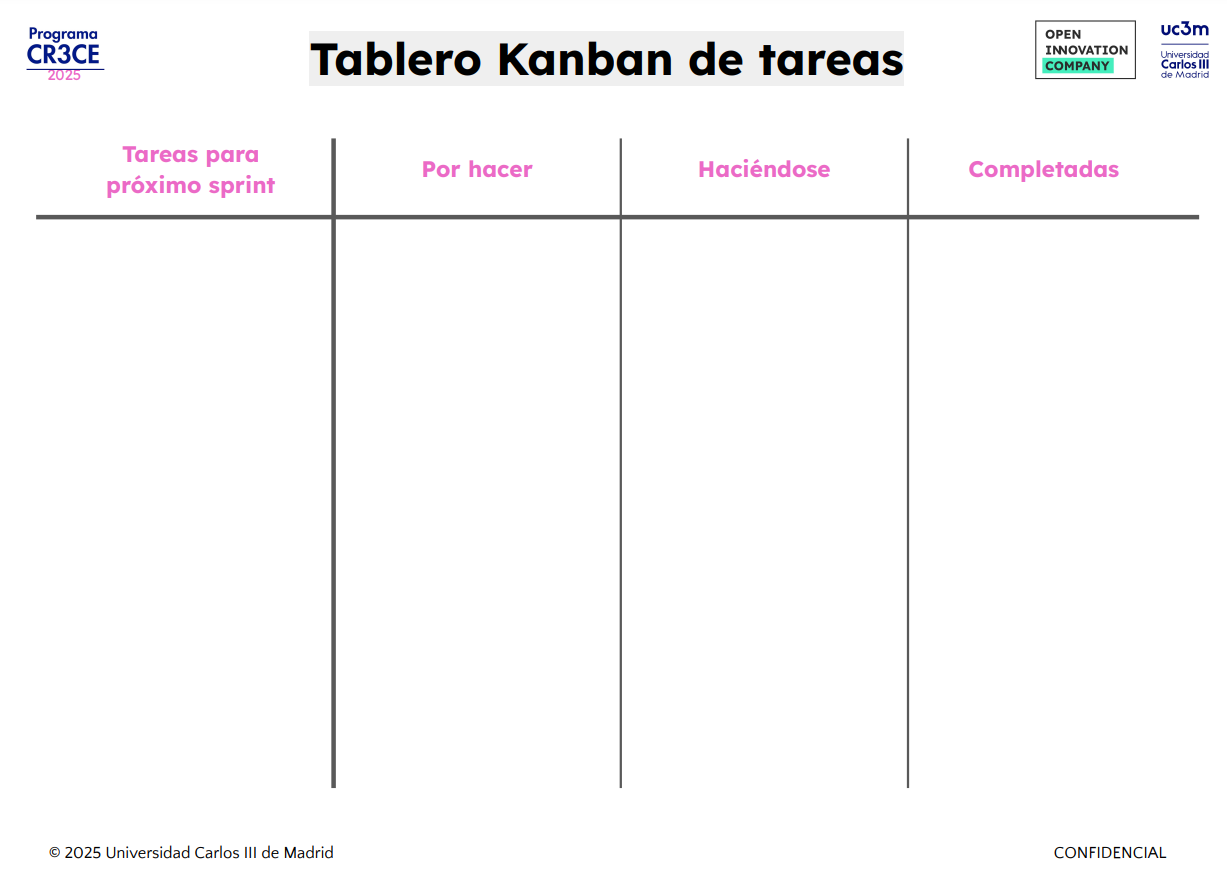 Programa
CR3CE
2025
Tablero Kanban de tareas
OPEN
INNOVATION
COMPANY
uc3m
Universidad
Carlos III
de Madrid
Tareas para
próximo sprint
Por hacer
Haciéndose
Completadas
© 2025 Universidad Carlos III de Madrid
CONFIDENCIAL